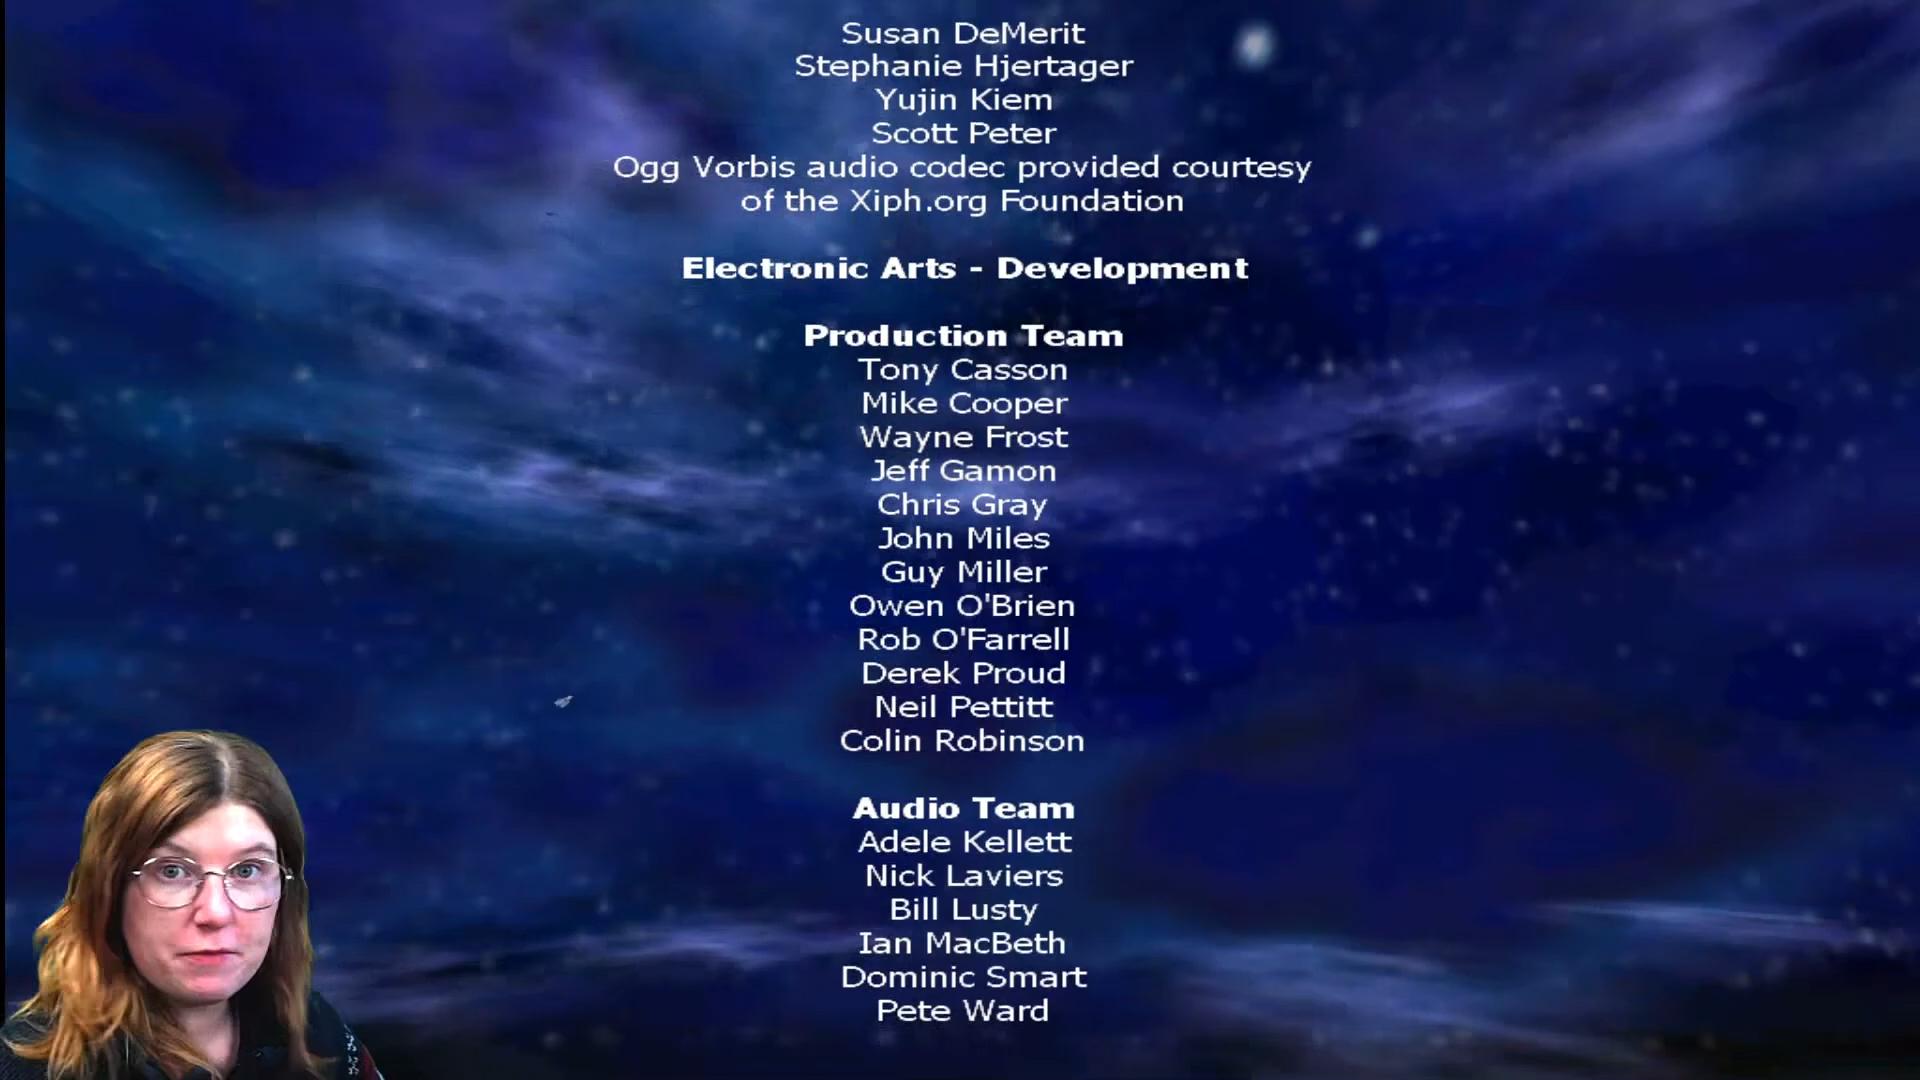 Susan DeMerit
Stephanie Hjertager
Yujin Kiem
Scott Peter
Ogg Vorbis audio codec provided courtesy
of the Xiph.org Foundation
Electronic Arts - Development
Production Team
Tony Casson
Mike Cooper
Wayne Frost
Jeff Gamon
Chris Gray
John Miles
Guy Miller
Owen O'Brien
Rob O'Farrell
Derek Proud
Neil Pettitt
Colin Robinson
Audio Team
Adele Kellett
Nick Laviers
Bill Lusty
Ian MacBeth
Dominic Smart
Pete Ward